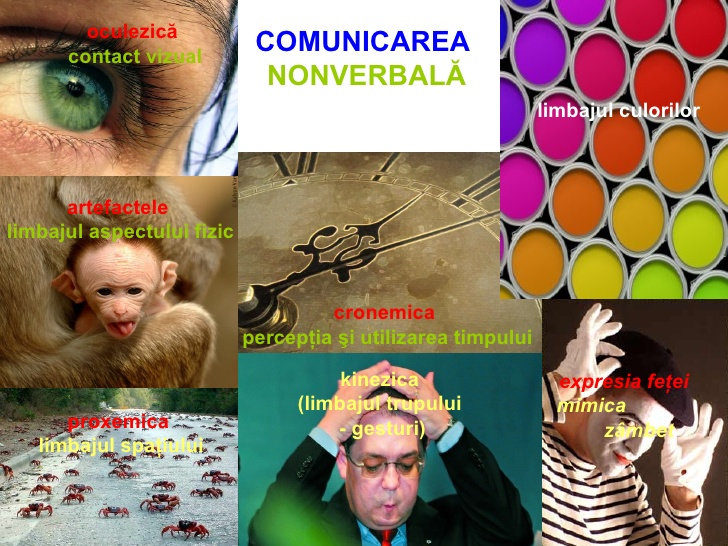 COMUNICAREA
NONVERBALĂ
oculezică
contact vizual
limbajul culorilor
artefactele
limbajul aspectului fizic
cronemica
percepția şi utilizarea timpului
kinezica
(limbajul trupului
- gesturi)
expresia feței
mimica
zâmbet
proxemica
limbajul spațiului